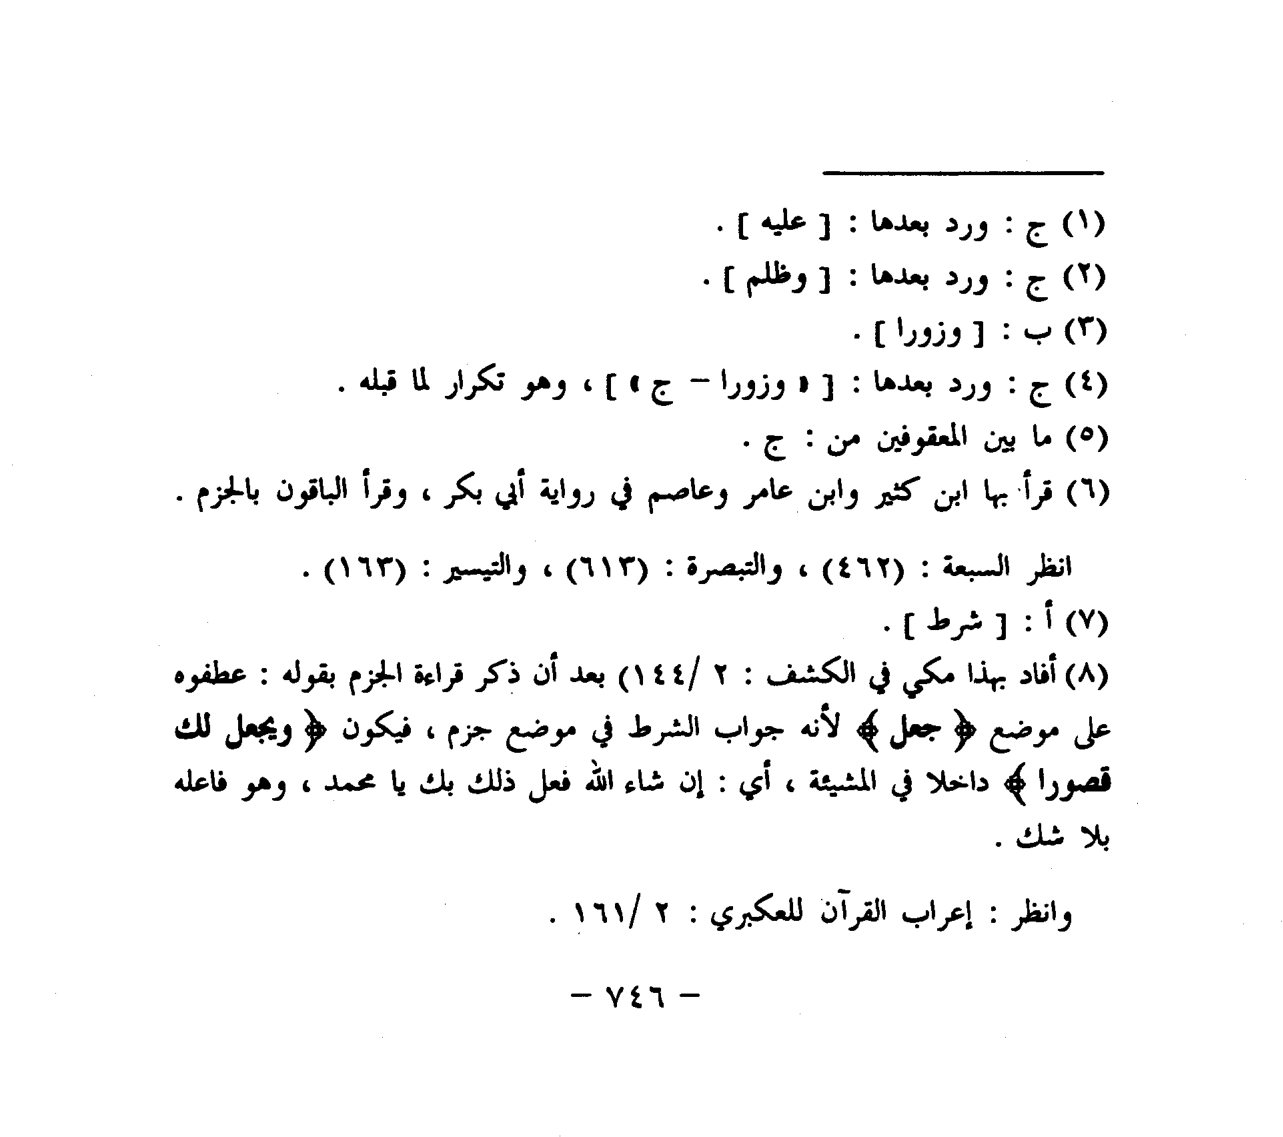 (١) ج : ورد بعدها : [ عليه ] .
(٢) ج : ورد بعدها : [ وظلم ] .
(٣) ب : [ وزورا ] .
(٤) ج : ورد بعدها : [ « وزورا – ج » ] ، وهو تكرار لما قبله .
(٥) ما بين المعقوفين من : ج .
(٦) قرأ بها ابن كثير وابن عامر وعاصم في رواية أبي بكر ، وقرأ الباقون بالجزم .
انظر السبعة : (٤٦٢) ، والتبصرة : (٦١٣) ، والتيسير : (١٦٣) .
(٧) أ : [ شرط ] .
(٨) أفاد بهذا مكي في الكشف : ٢ /١٤٤) بعد أن ذكر قراءة الجزم بقوله : عطفوه
على موضع ﴿ جعل ﴾ لأنه جواب الشرط في موضع جزم ، فيكون ﴿ ويجعل لك
قصورا ﴾ داخلا في المشيئة ، أي : إن شاء الله فعل ذلك بك يا محمد ، وهو فاعله
بلا شك .
وانظر : إعراب القرآن للعكبري : ٢ /١٦١ .
– ٧٤٦ –